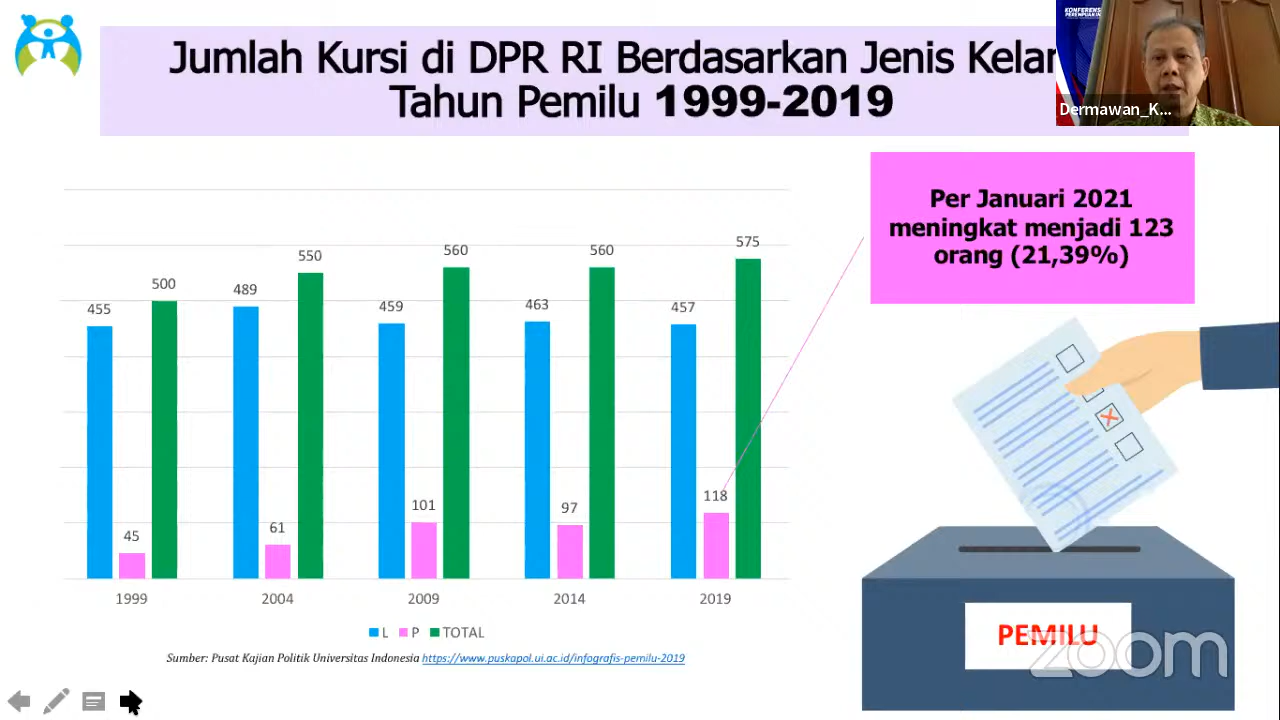 Jumlah Kursi di DPR RI Berdasarkan Jenis Kelam
Tahun Pemilu 1999-2019
KONFERENSI
PEREMPUAN
Dermawan_K...
Per Januari 2021
meningkat menjadi 123
orang (21,39%)
455
45
500
489
61
550
459
101
560
463
97
560
457
118
575
1999
2004
2009
2014
2019
L P TOTAL
Sumber: Pusat Kajian Politik Universitas Indonesia https://www.puskapol.ui.ac.id/infografis-pemilu-2019
PEMILU
zoom